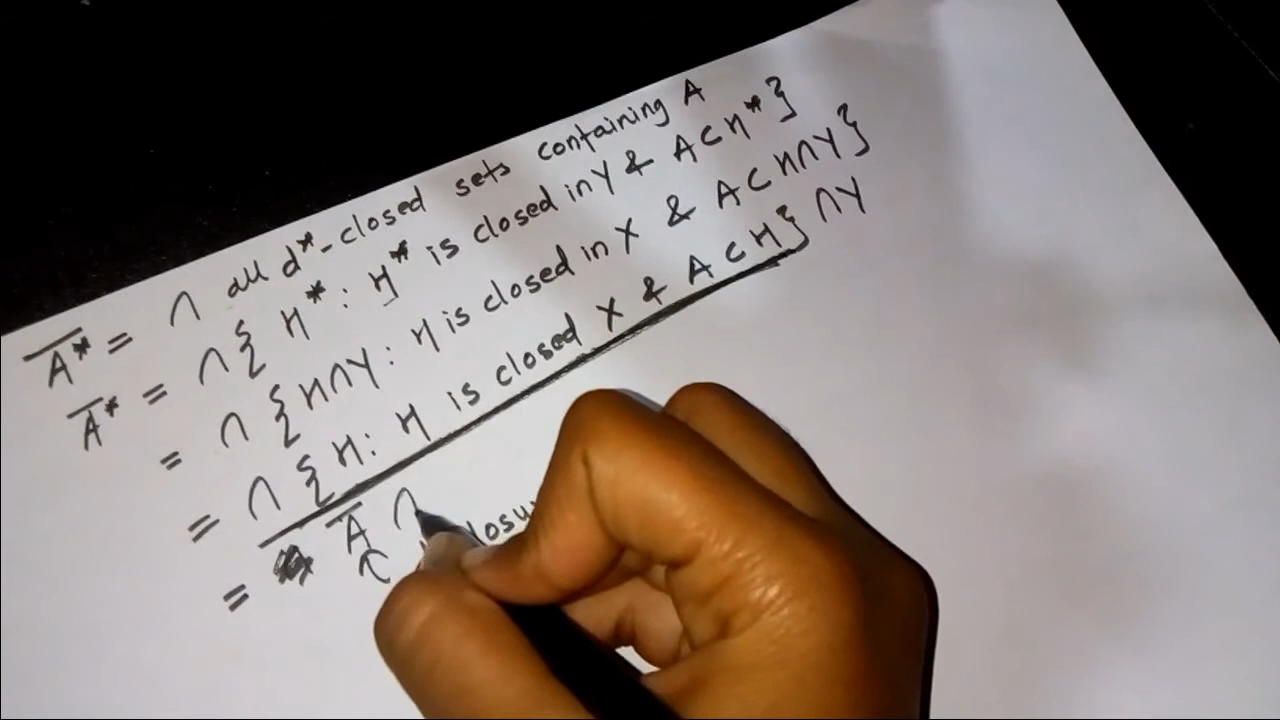 A̅* = ∩ all d*-closed sets containing A
A̅* = ∩ { H* : H* is closed in Y & A ⊂ H* }
= ∩ { H∩Y : H is closed in X & A ⊂ H∩Y }
= ∩ { H : H is closed X & A ⊂ H } ∩Y
= A̅ ∩